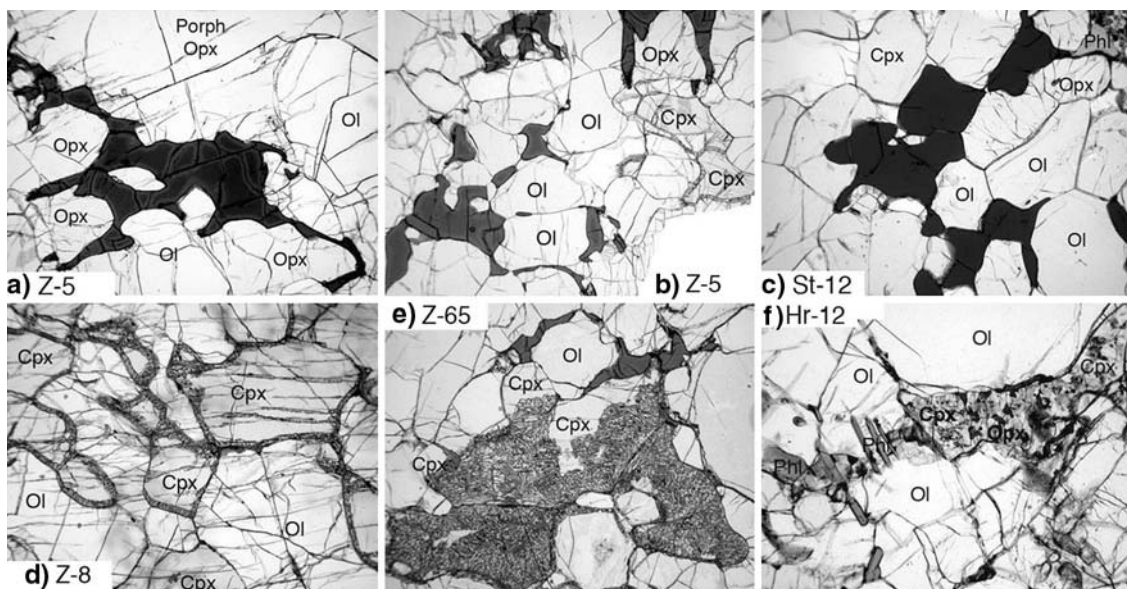 Porph
Opx
Opx
Ol
Opx
Ol
Opx
a) Z-5
Opx
Ol
Cpx
Ol
Cpx
Ol
b) Z-5
Phl
Cpx
Opx
Ol
Ol
Ol
c) St-12
Cpx
Cpx
Cpx
Ol
Ol
d) Z-8
Cpx
e) Z-65
Ol
Cpx
Cpx
Cpx
f) Hr-12
Ol
Ol
Cpx
Cpx
Opx
Phl
Phl
Ol